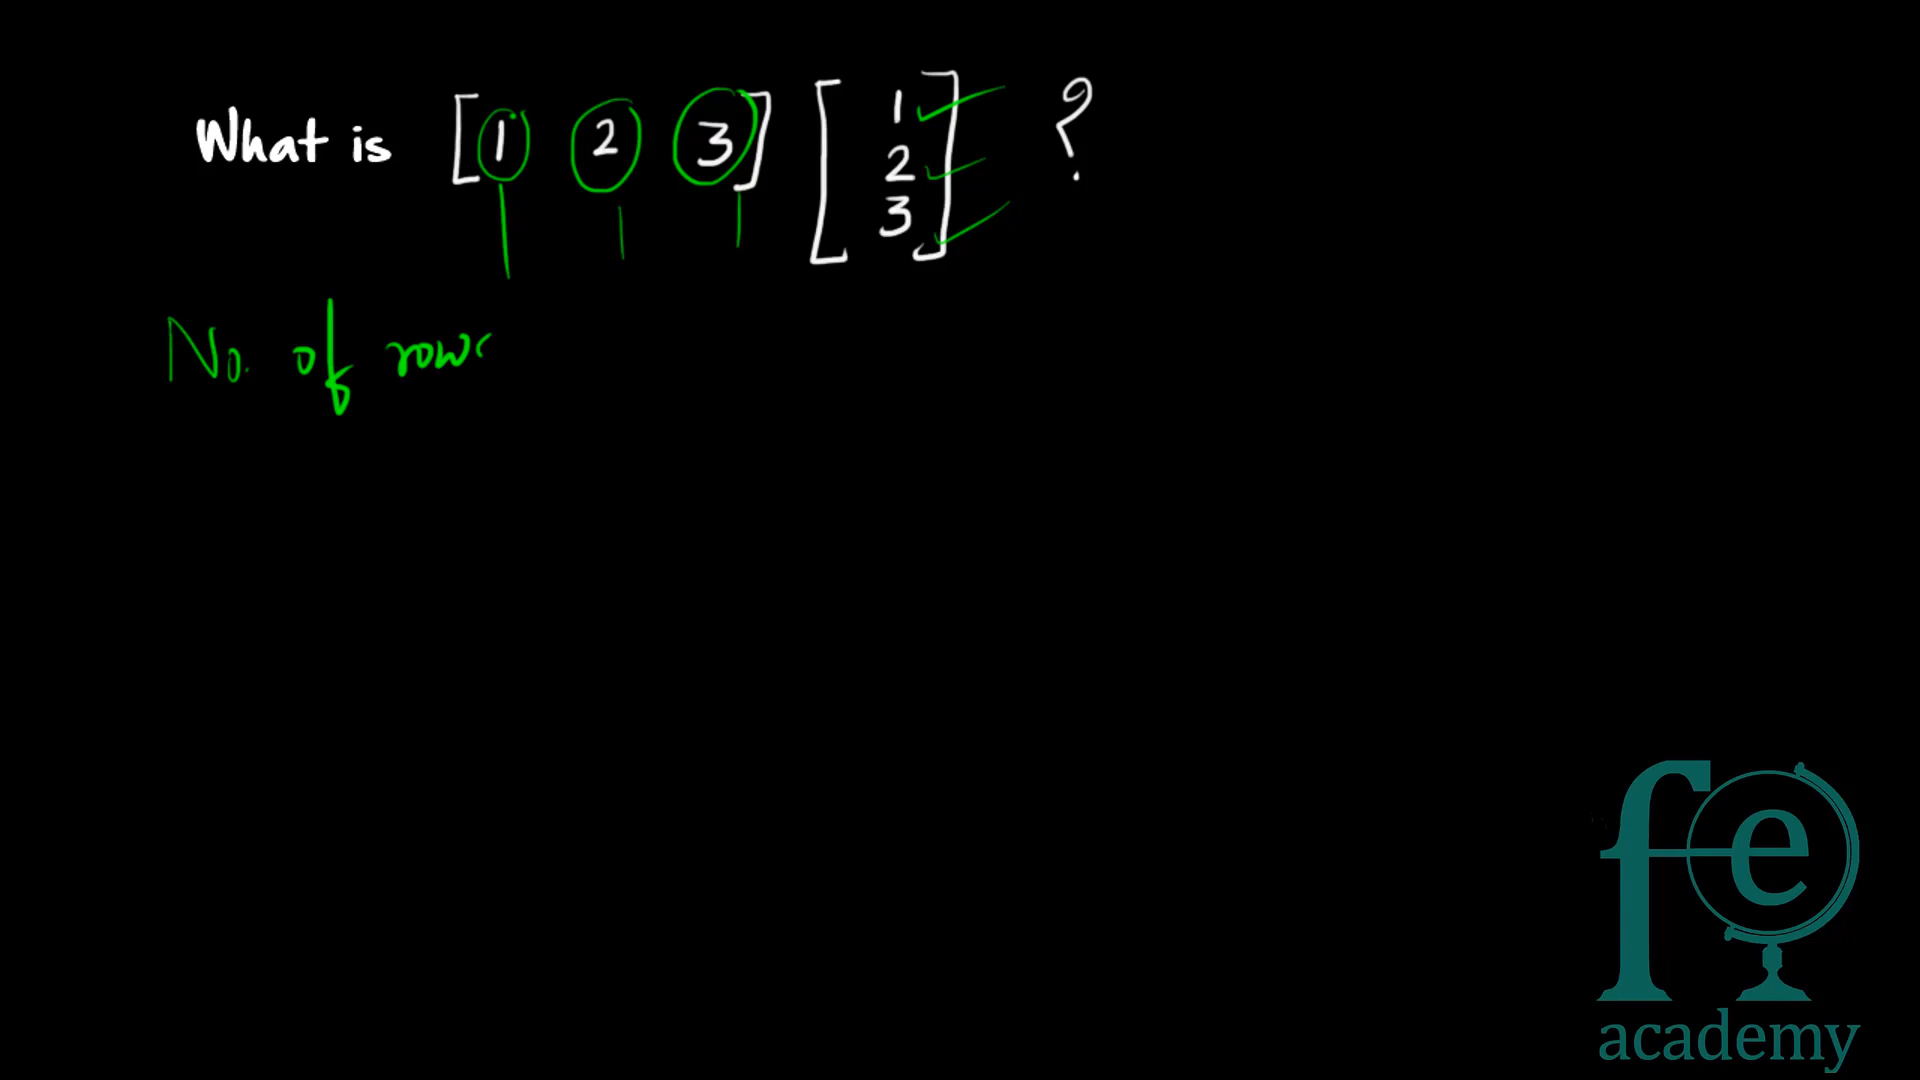 What is [1 2 3] [1 2 3] ?
No. of rows
fe
academy